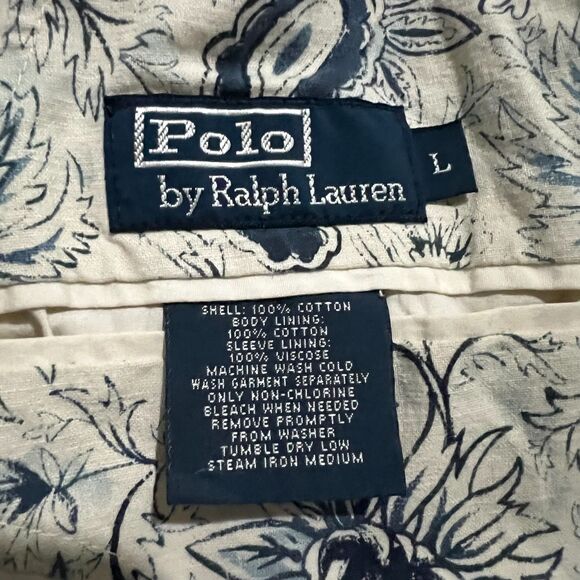 Polo
by Ralph Lauren
L
SHELL: 100% COTTON
BODY LINING:
100% COTTON
SLEEVE LINING:
100% VISCOSE
MACHINE WASH COLD
WASH GARMENT SEPARATELY
ONLY NON-CHLORINE
BLEACH WHEN NEEDED
REMOVE PROMPTLY
FROM WASHER
TUMBLE DRY LOW
STEAM IRON MEDIUM